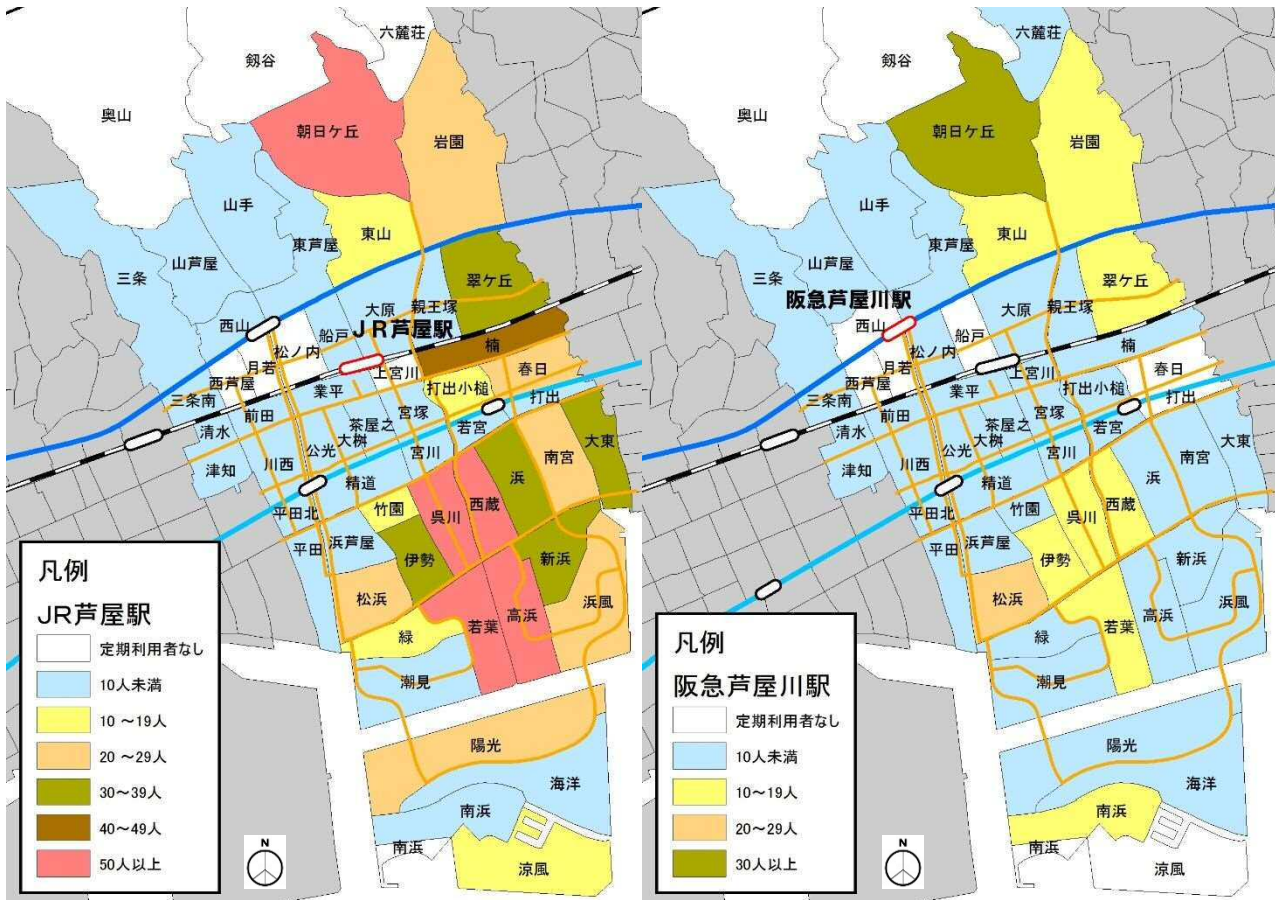 六麓荘
剱谷
奥山
朝日ケ丘
岩園
山手
東山
東芦屋
三条
山芦屋
翠ケ丘
大原
親王塚
西山
船戸
JR芦屋駅
松ノ内
楠
月若
上宮川
春日
西芦屋
業平
打出小槌
打出
三条南
前田
宮塚
茶屋之
若宮
清水
大桝
大東
公光
宮川
津知
川西
浜
南宮
精道
西蔵
竹園
呉川
平田北
平田
浜芦屋
伊勢
新浜
松浜
高浜
浜風
若葉
緑
潮見
陽光
海洋
南浜
南浜
涼風
凡例
JR芦屋駅
定期利用者なし
10人未満
10～19人
20～29人
30～39人
40～49人
50人以上
N
六麓荘
剱谷
奥山
朝日ケ丘
岩園
山手
東山
東芦屋
三条
山芦屋
翠ケ丘
阪急芦屋川駅
大原
親王塚
西山
船戸
松ノ内
楠
月若
上宮川
春日
西芦屋
業平
打出小槌
打出
三条南
前田
宮塚
茶屋之
若宮
清水
大桝
大東
公光
宮川
津知
川西
浜
南宮
精道
西蔵
竹園
呉川
平田北
平田
浜芦屋
伊勢
新浜
松浜
高浜
浜風
若葉
緑
潮見
陽光
海洋
南浜
南浜
涼風
凡例
阪急芦屋川駅
定期利用者なし
10人未満
10～19人
20～29人
30人以上
N